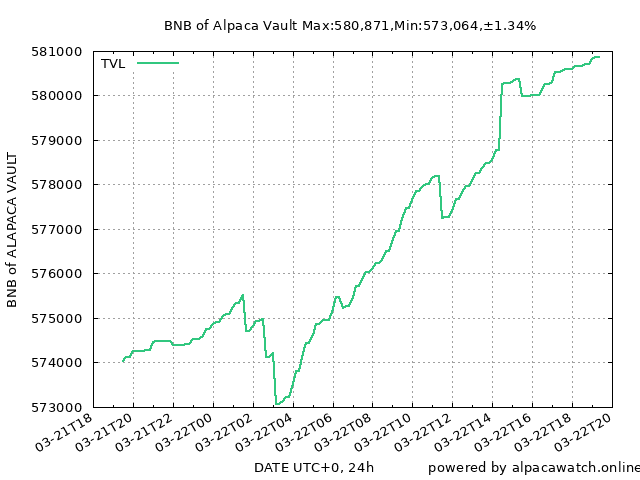 BNB of Alpaca Vault Max:580,871,Min:573,064,±1.34%
TVL
581000
580000
579000
578000
577000
576000
575000
574000
573000
BNB of ALAPACA VAULT
03-21T18
03-21T20
03-21T22
03-22T00
03-22T02
03-22T04
03-22T06
03-22T08
03-22T10
03-22T12
03-22T14
03-22T16
03-22T18
03-22T20
DATE UTC+0, 24h
powered by alpacawatch.online